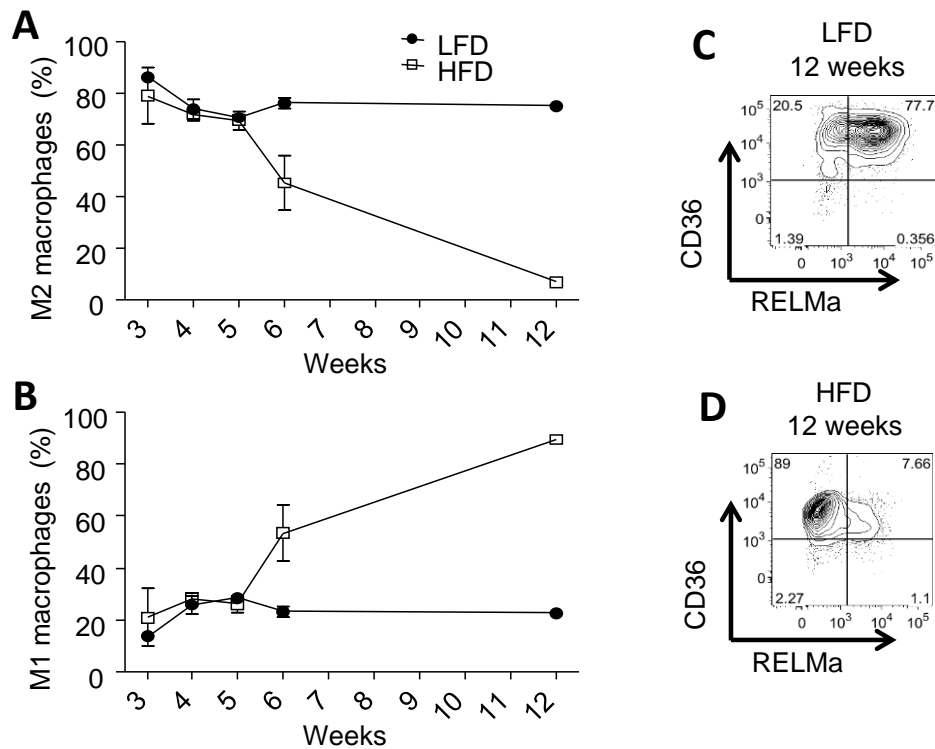 A
M2 macrophages (%)
100
80
60
40
20
0
LFD
HFD
3 4 5 6 7 8 9 10 11 12
Weeks
B
M1 macrophages (%)
100
80
60
40
20
0
3 4 5 6 7 8 9 10 11 12
Weeks
C
LFD
12 weeks
20.5 77.7
10^5
10^4
10^3
0
1.39 0.356
0 10^3 10^4 10^5
CD36
RELMa
D
HFD
12 weeks
89 7.66
10^5
10^4
10^3
0
2.27 1.1
0 10^3 10^4 10^5
CD36
RELMa